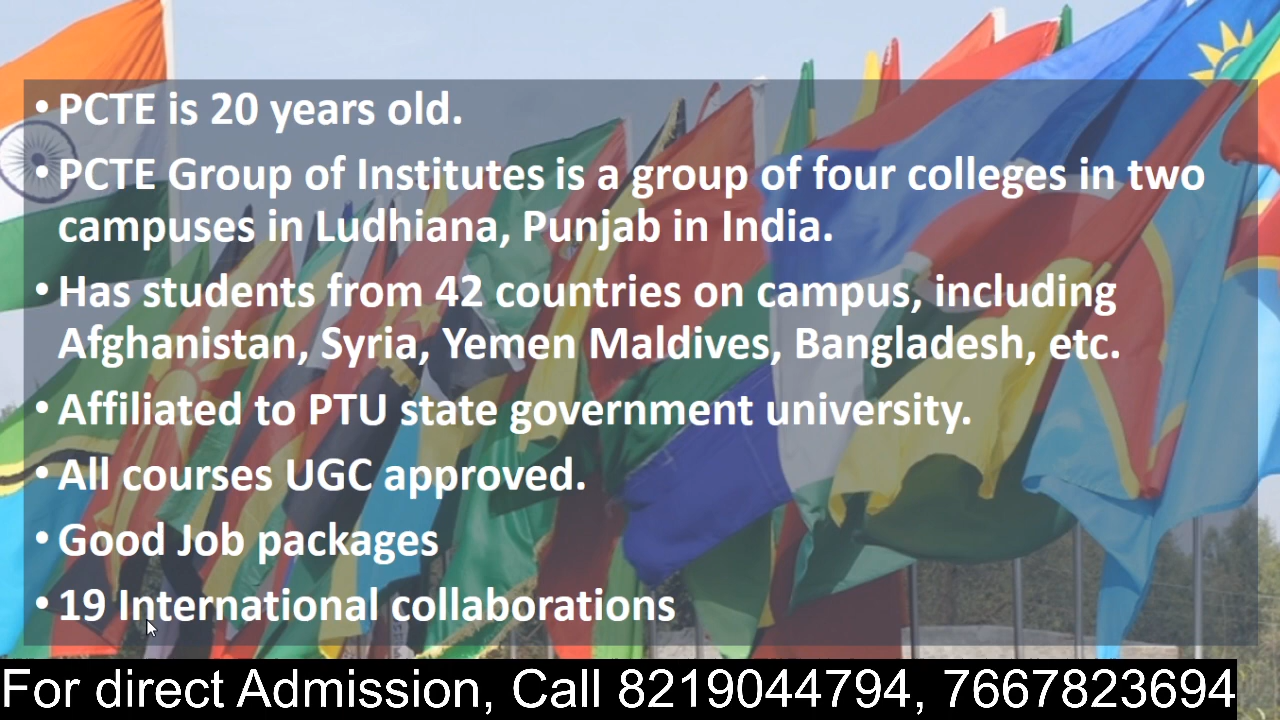 • PCTE is 20 years old.
• PCTE Group of Institutes is a group of four colleges in two
campuses in Ludhiana, Punjab in India.
• Has students from 42 countries on campus, including
Afghanistan, Syria, Yemen Maldives, Bangladesh, etc.
• Affiliated to PTU state government university.
• All courses UGC approved.
• Good Job packages
• 19 International collaborations
For direct Admission, Call 8219044794, 7667823694